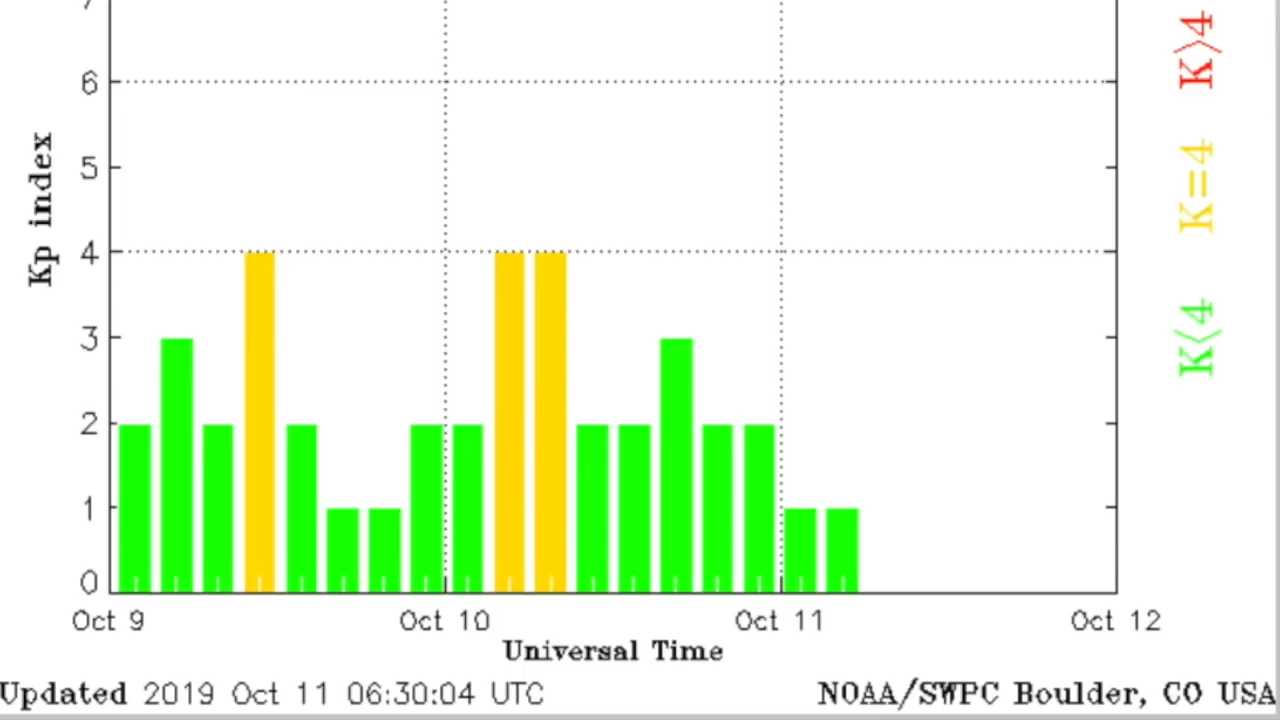 7
6
5
4
3
2
1
0
Kp index
K>4
K=4
K<4
Oct 9 Oct 10 Oct 11 Oct 12
Universal Time
Updated 2019 Oct 11 06:30:04 UTC
NOAA/SWPC Boulder, CO USA